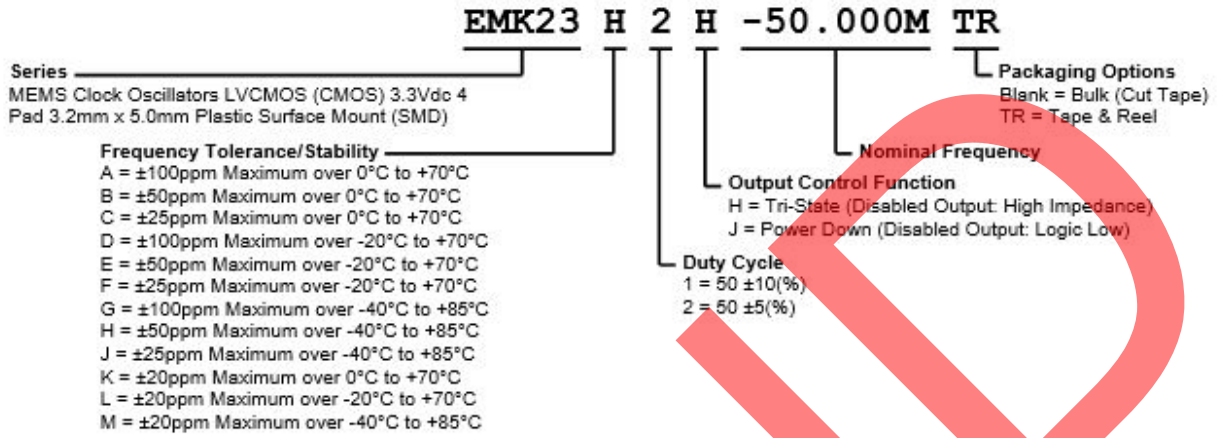 EMK23 H 2 H -50.000M TR
Series
MEMS Clock Oscillators LVCMOS (CMOS) 3.3Vdc 4
Pad 3.2mm x 5.0mm Plastic Surface Mount (SMD)
Packaging Options
Blank = Bulk (Cut Tape)
TR = Tape & Reel
Frequency Tolerance/Stability
A = ±100ppm Maximum over 0°C to +70°C
B = ±50ppm Maximum over 0°C to +70°C
C = ±25ppm Maximum over 0°C to +70°C
D = ±100ppm Maximum over -20°C to +70°C
E = ±50ppm Maximum over -20°C to +70°C
F = ±25ppm Maximum over -20°C to +70°C
G = ±100ppm Maximum over -40°C to +85°C
H = ±50ppm Maximum over -40°C to +85°C
J = ±25ppm Maximum over -40°C to +85°C
K = ±20ppm Maximum over 0°C to +70°C
L = ±20ppm Maximum over -20°C to +70°C
M = ±20ppm Maximum over -40°C to +85°C
Nominal Frequency
Output Control Function
H = Tri-State (Disabled Output: High Impedance)
J = Power Down (Disabled Output: Logic Low)
Duty Cycle
1 = 50 ±10(%)
2 = 50 ±5(%)